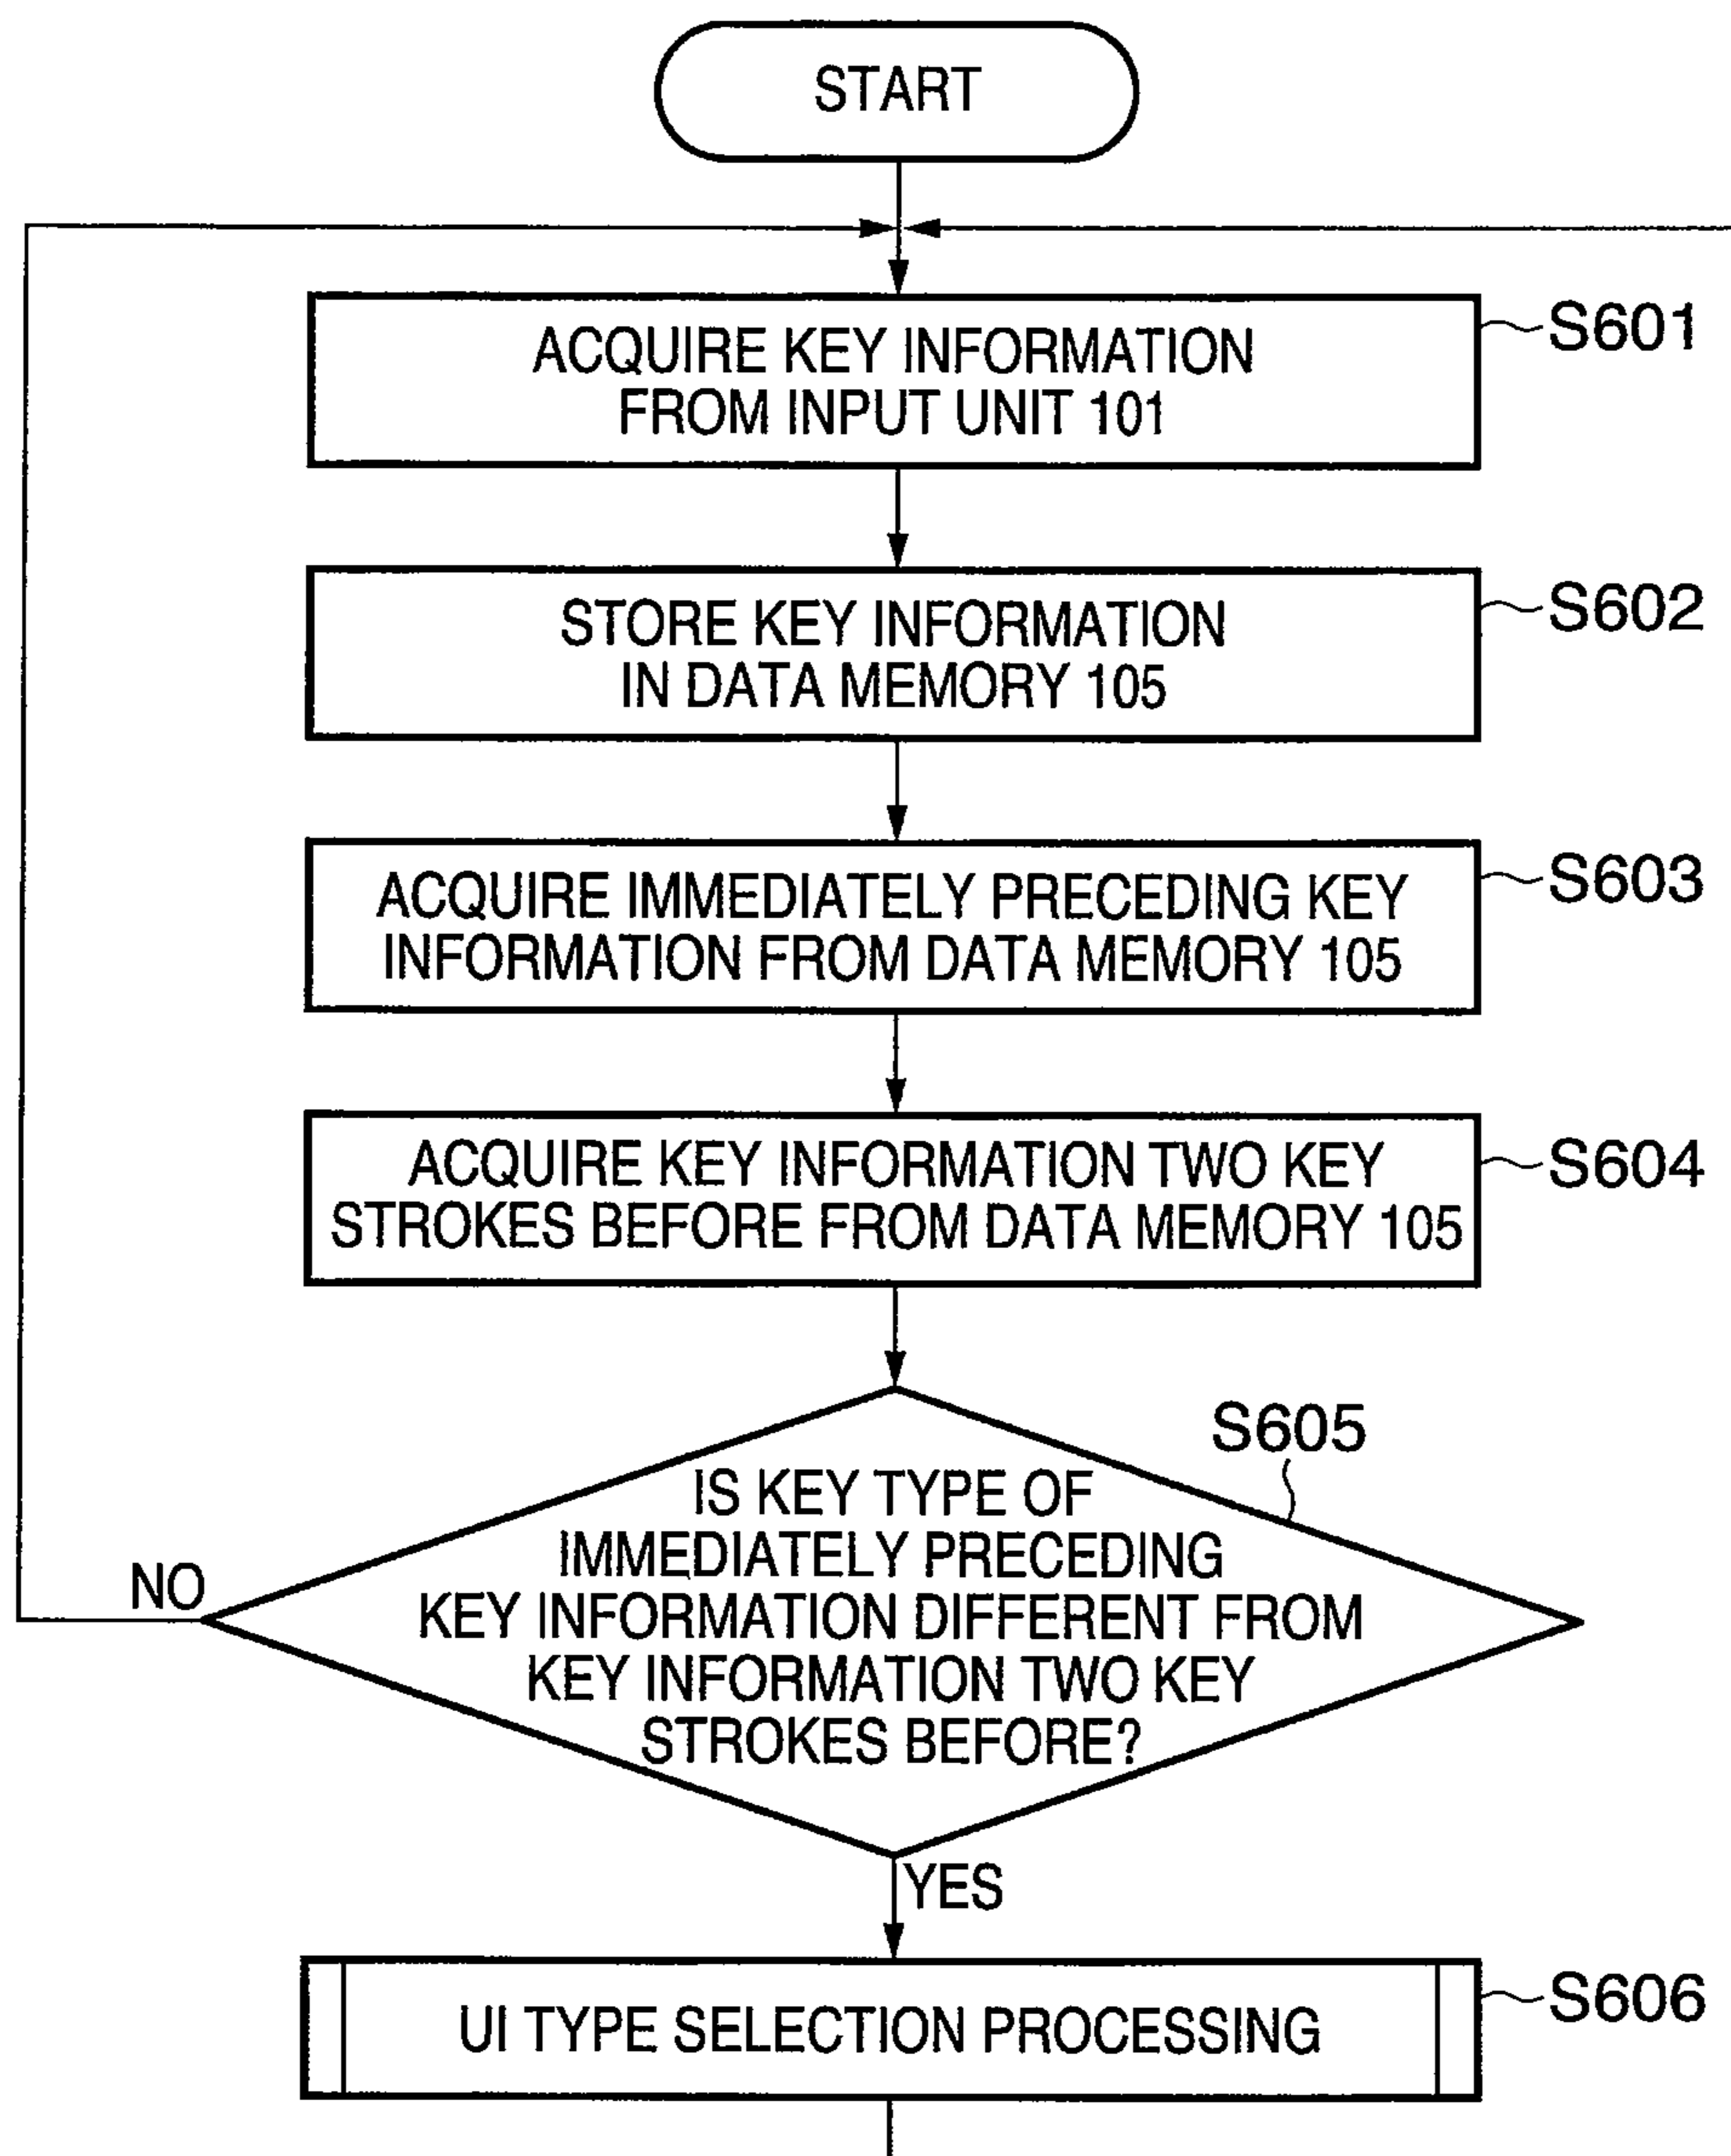 START
ACQUIRE KEY INFORMATION
FROM INPUT UNIT 101
S601
STORE KEY INFORMATION
IN DATA MEMORY 105
S602
ACQUIRE IMMEDIATELY PRECEDING KEY
INFORMATION FROM DATA MEMORY 105
S603
ACQUIRE KEY INFORMATION TWO KEY
STROKES BEFORE FROM DATA MEMORY 105
S604
S605
IS KEY TYPE OF
IMMEDIATELY PRECEDING
KEY INFORMATION DIFFERENT FROM
KEY INFORMATION TWO KEY
STROKES BEFORE?
NO
YES
UI TYPE SELECTION PROCESSING
S606